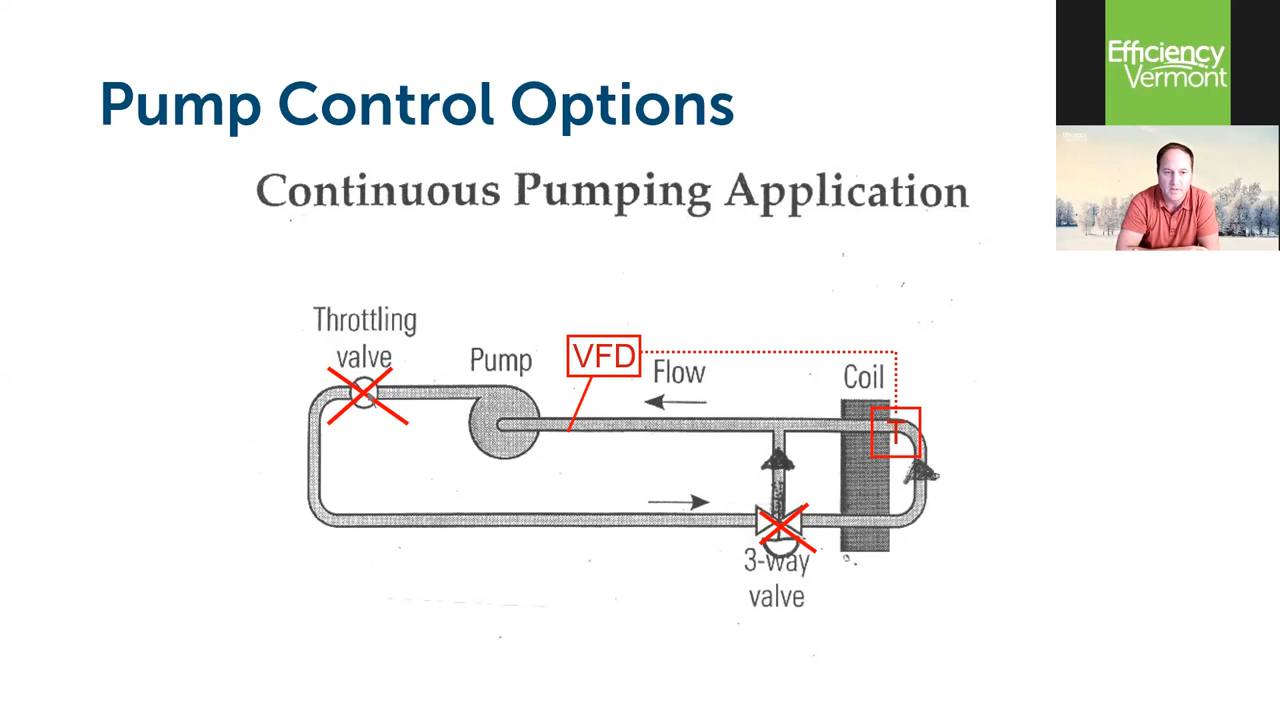 Pump Control Options
Efficiency
Vermont
Continuous Pumping Application
Throttling
valve
Pump
VFD
Flow
Coil
T
3-way
valve